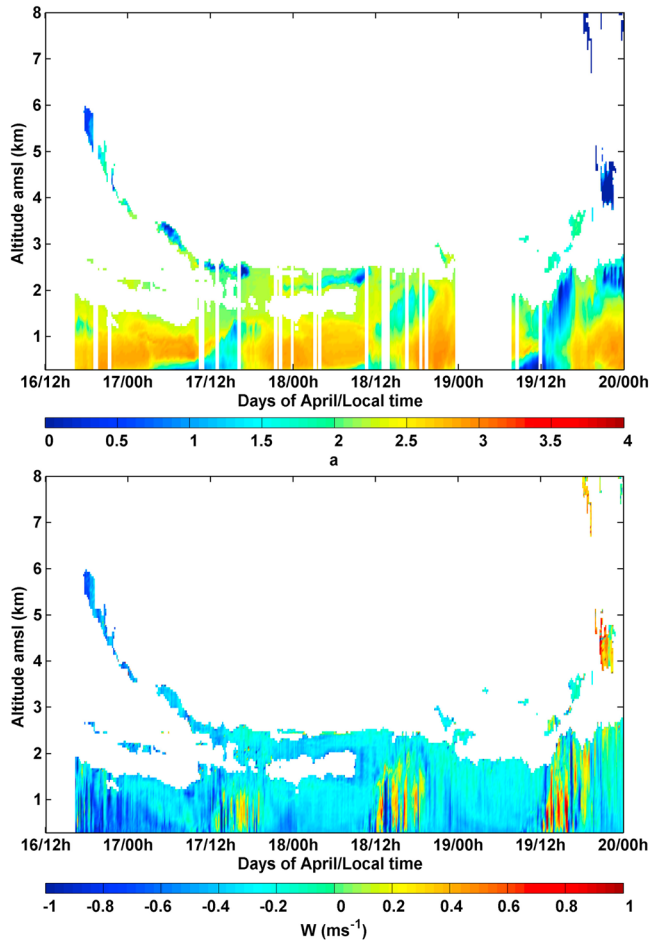 8
7
6
5
4
3
2
1
Altitude amsl (km)
16/12h 17/00h 17/12h 18/00h 18/12h 19/00h 19/12h 20/00h
Days of April/Local time
0 0.5 1 1.5 2 2.5 3 3.5 4
a
8
7
6
5
4
3
2
1
Altitude amsl (km)
16/12h 17/00h 17/12h 18/00h 18/12h 19/00h 19/12h 20/00h
Days of April/Local time
-1 -0.8 -0.6 -0.4 -0.2 0 0.2 0.4 0.6 0.8 1
W (ms⁻¹)